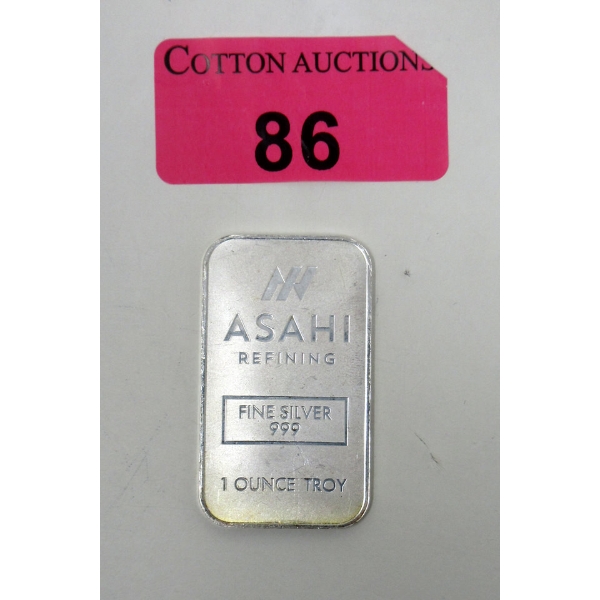 COTTON AUCTIONS
86
ASAHI
REFINING
FINE SILVER
999
1 OUNCE TROY